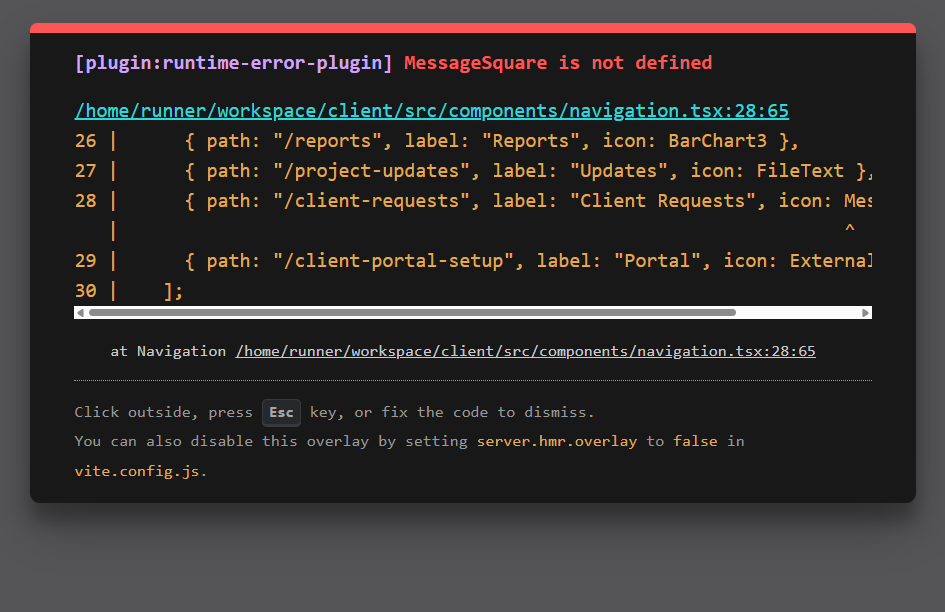 [plugin:runtime-error-plugin] MessageSquare is not defined
/home/runner/workspace/client/src/components/navigation.tsx:28:65
26 |      { path: "/reports", label: "Reports", icon: BarChart3 },
27 |      { path: "/project-updates", label: "Updates", icon: FileText },
28 |      { path: "/client-requests", label: "Client Requests", icon: Mes
   |                                                                  ^
29 |      { path: "/client-portal-setup", label: "Portal", icon: External
30 |    ];
at Navigation /home/runner/workspace/client/src/components/navigation.tsx:28:65
Click outside, press Esc key, or fix the code to dismiss.
You can also disable this overlay by setting server.hmr.overlay to false in
vite.config.js.